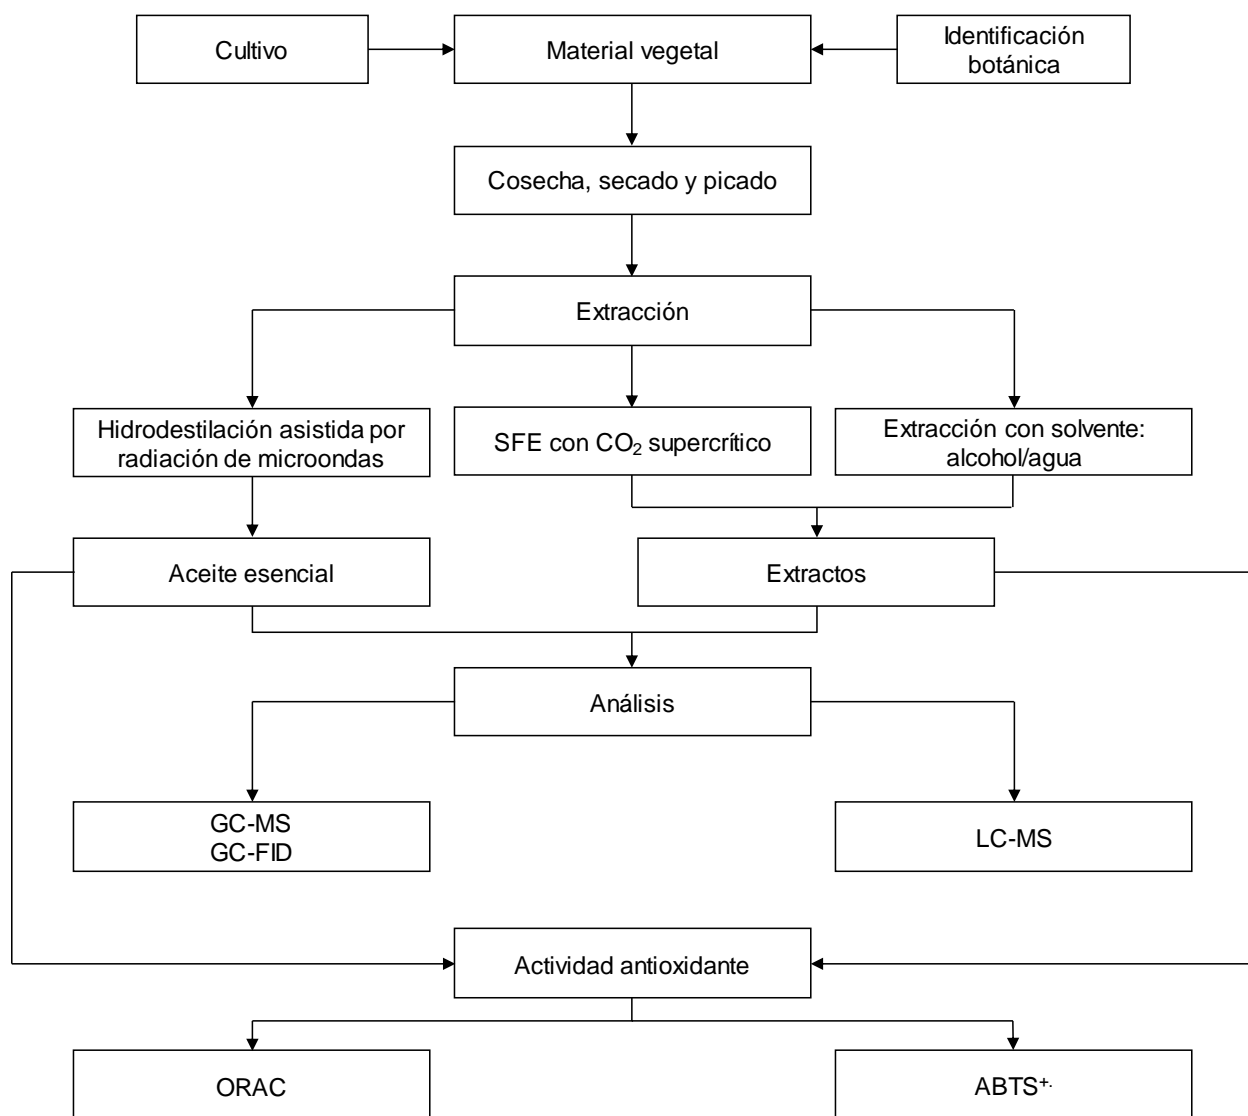 Cultivo
Material vegetal
Identificación
botánica
Cosecha, secado y picado
Extracción
Hidrodestilación asistida por
radiación de microondas
SFE con CO₂ supercrítico
Extracción con solvente:
alcohol/agua
Aceite esencial
Extractos
Análisis
GC-MS
GC-FID
LC-MS
Actividad antioxidante
ORAC
ABTS⁺·